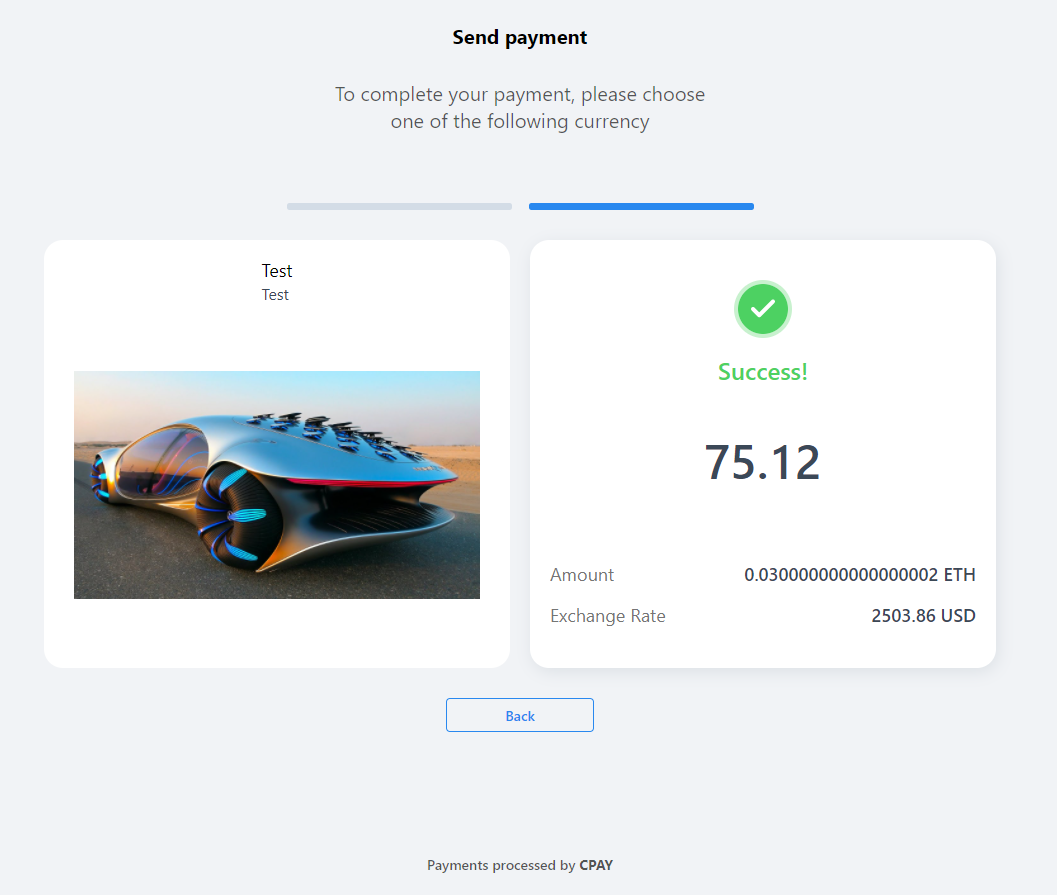 Send payment
To complete your payment, please choose
one of the following currency
Test
Test
Success!
75.12
Amount 0.030000000000000002 ETH
Exchange Rate 2503.86 USD
Back
Payments processed by CPAY